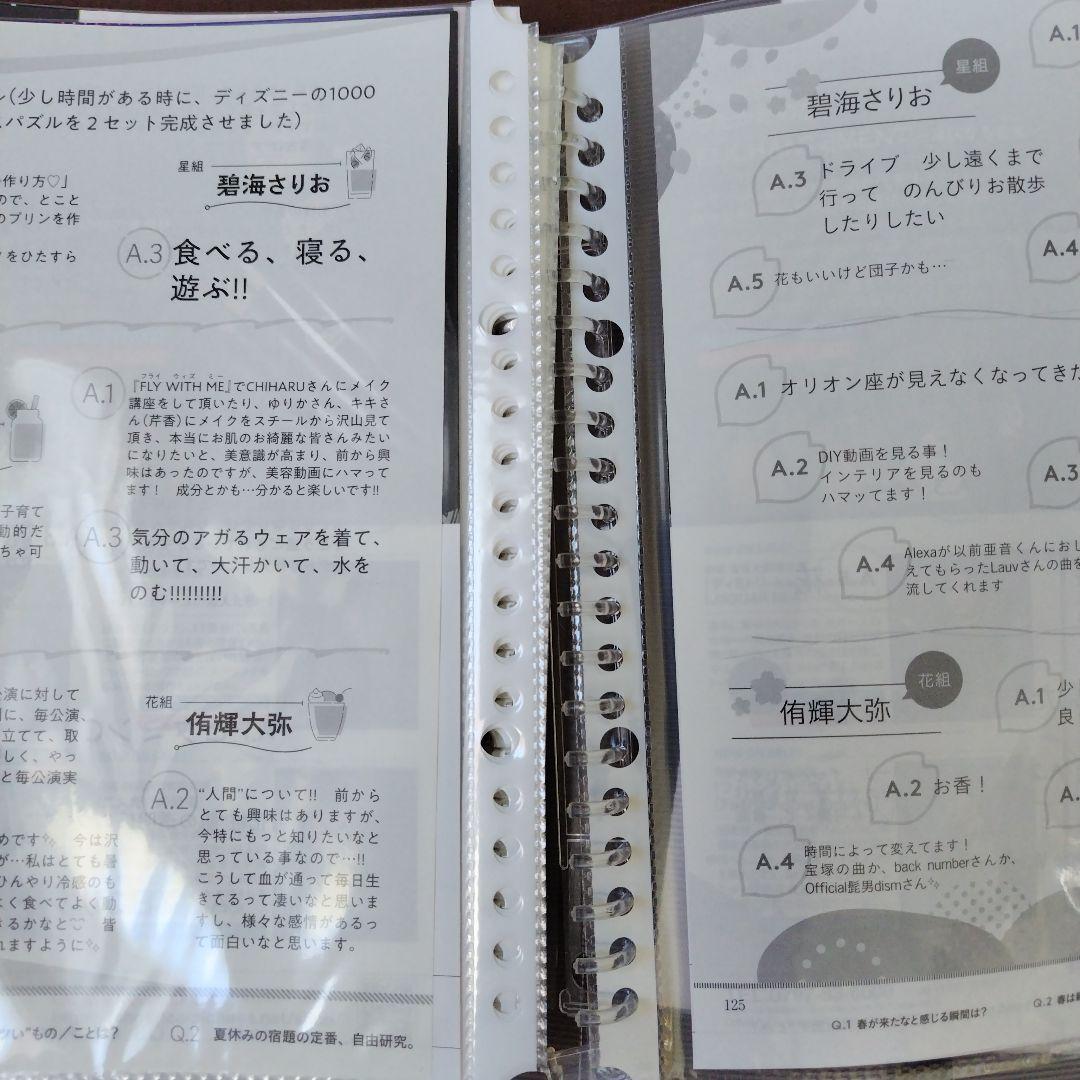 (少し時間がある時に、ディズニーの1000
パズルを2セット完成させました)
作り方♡」
ので、とこと
のプリンを作
をひたすら
星組
碧海さりお
A.3 食べる、寝る、
遊ぶ!!
フライ ウィズ ミー
A.1 『FLY WITH ME』でCHIHARUさんにメイク
講座をして頂いたり、ゆりかさん、キキさ
ん(芹香)にメイクをスチールから沢山見て
頂き、本当にお肌のお綺麗な皆さんみたい
になりたいと、美意識が高まり、前から興
味はあったのですが、美容動画にハマって
ます! 成分とかも…分かると楽しいです!!
子育て
動的だ
ちゃ可
A.3 気分のアガるウェアを着て、
動いて、大汗かいて、水を
のむ!!!!!!!!!
公演に対して
に、毎公演、
立てて、取
しく、やっ
と毎公演実
めです 今は沢
が…私はとても暑
ひんやり冷感のも
よく食べてよく動
きるかなと♡ 皆
れますように
花組
侑輝大弥
A.2 "人間"について!! 前から
とても興味はありますが、
今特にもっと知りたいなと
思っている事なので…!!
こうして血が通って毎日生
きてるって凄いなと思いま
すし、様々な感情があるっ
て面白いなと思います。
ツい"もの/ことは?
Q.2 夏休みの宿題の定番、自由研究。
A.1
星組
碧海さりお
A.3 ドライブ 少し遠くまで
行って のんびりお散歩
したりしたい
A.4
A.5 花もいいけど団子かも…
A.1 オリオン座が見えなくなってきた
A.2 DIY動画を見る事!
インテリアを見るのも
ハマッてます!
A.3
A.4 Alexaが以前亜音くんにおし
えてもらったLauvさんの曲を
流してくれます
花組
侑輝大弥
A.1 少
良
A.2 お香!
A.
A.4 時間によって変えてます!
宝塚の曲か、back numberさんか、
Official髭男dismさん
125
Q.1 春が来たなと感じる瞬間は?
Q.2 春は